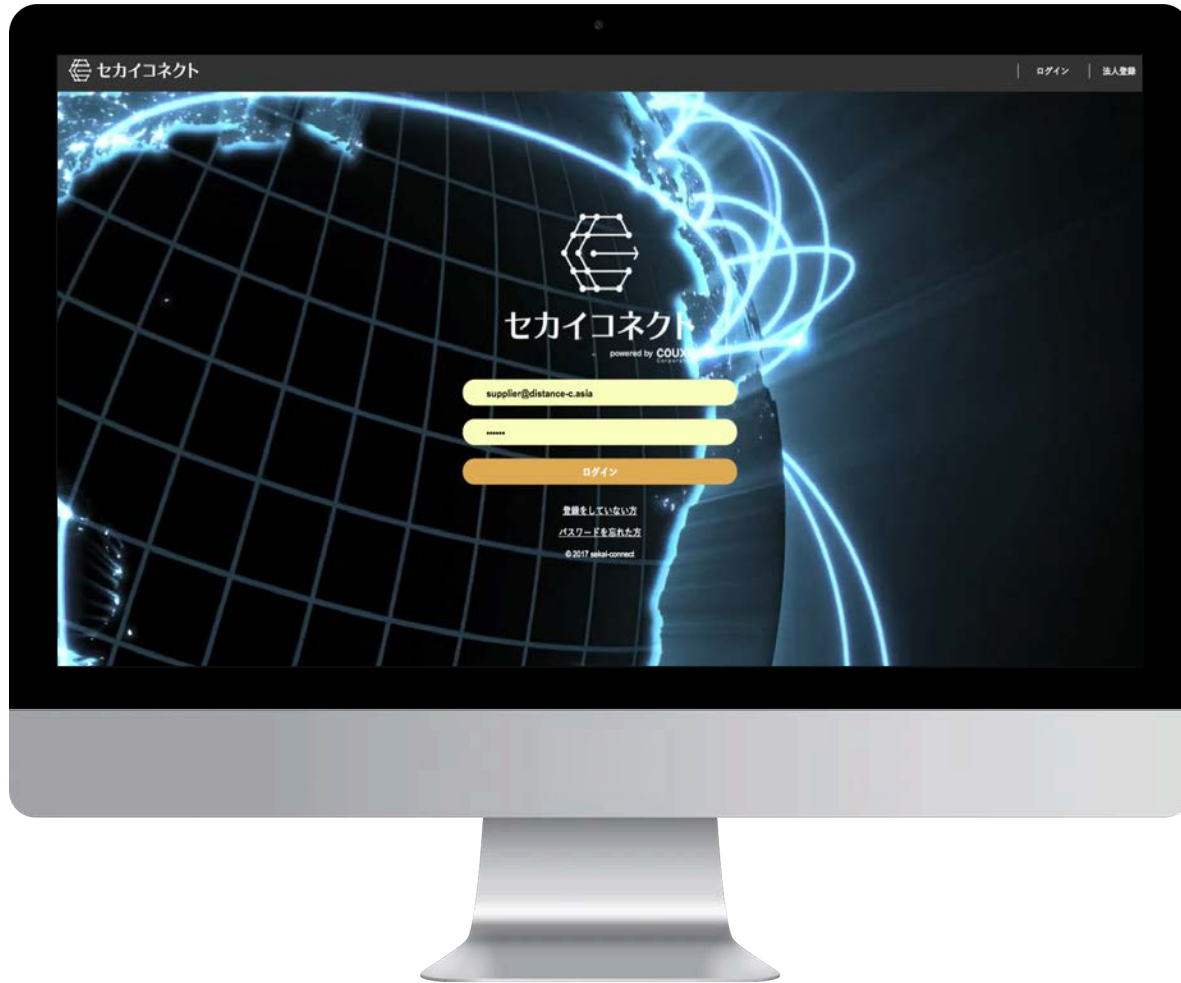 セカイコネクト
ログイン
法人登録
セカイコネクト
powered by COUX
supplier@distance-c.asia
••••••
ログイン
登録をしていない方
パスワードを忘れた方
© 2017 sekai-connect